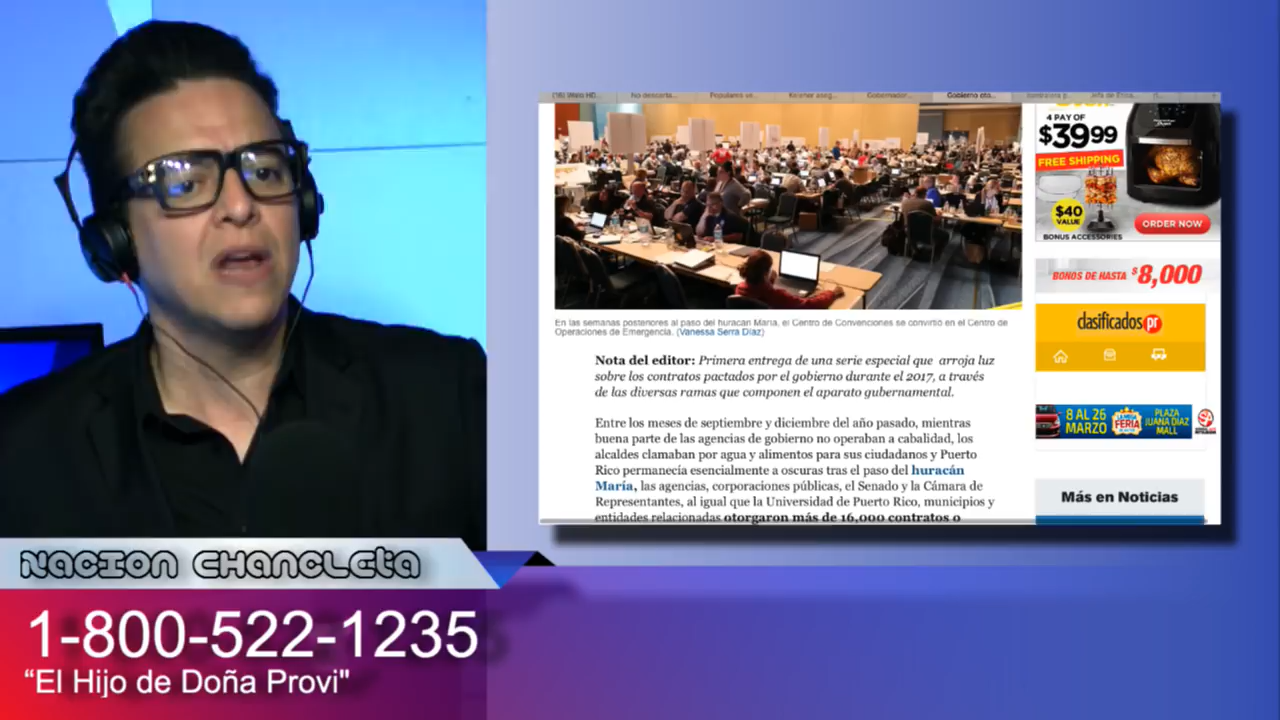 No descarta...
Gobernador...
Gobierno oto...
4 PAY OF
$39.99
FREE SHIPPING
$40
VALUE
BONUS ACCESSORIES
ORDER NOW
BONOS DE HASTA $8,000
clasificados pr
8 AL 26
MARZO
FERIA
PLAZA
JUANA DÍAZ
MALL
Más en Noticias
En las semanas posteriores al paso del huracán María, el Centro de Convenciones se convirtió en el Centro de
Operaciones de Emergencia. (Vanessa Serra Díaz)
Nota del editor: Primera entrega de una serie especial que arroja luz
sobre los contratos pactados por el gobierno durante el 2017, a través
de las diversas ramas que componen el aparato gubernamental.
Entre los meses de septiembre y diciembre del año pasado, mientras
buena parte de las agencias de gobierno no operaban a cabalidad, los
alcaldes clamaban por agua y alimentos para sus ciudadanos y Puerto
Rico permanecía esencialmente a oscuras tras el paso del huracán
María, las agencias, corporaciones públicas, el Senado y la Cámara de
Representantes, al igual que la Universidad de Puerto Rico, municipios y
entidades relacionadas otorgaron más de 16,000 contratos o
NACION CHANCLETA
1-800-522-1235
“El Hijo de Doña Provi"